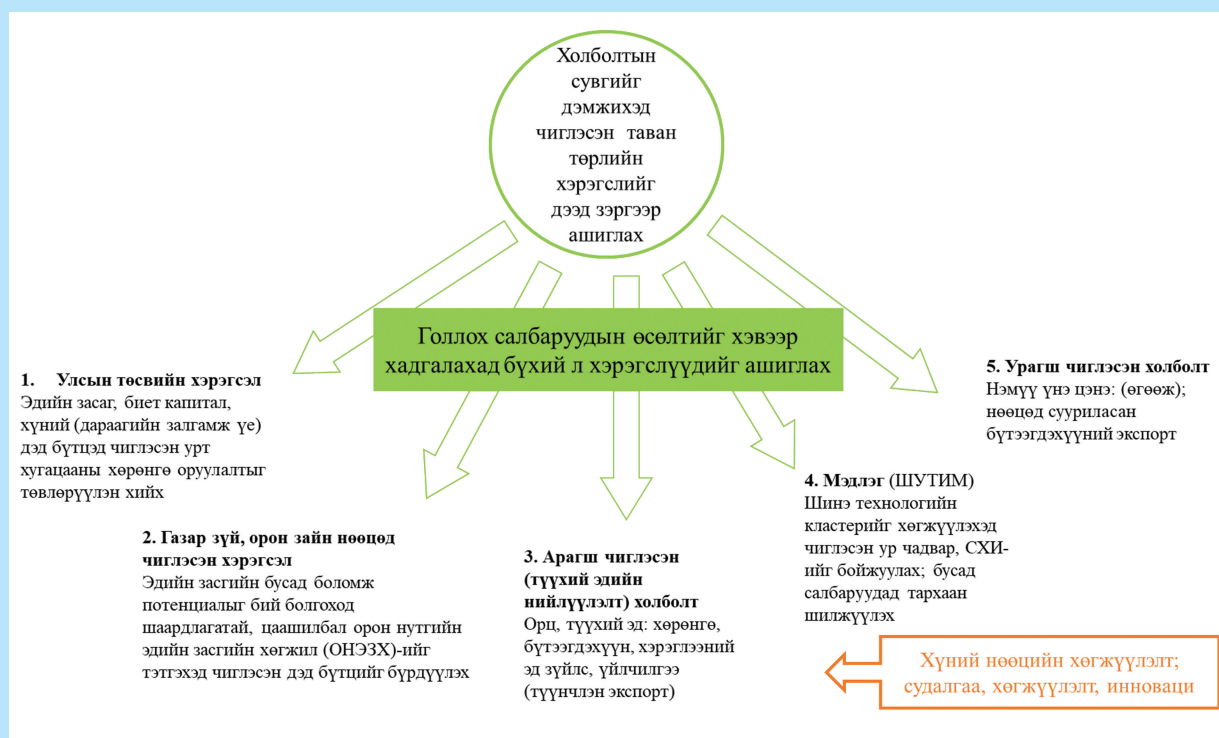 Холболтын
сувгийг
дэмжихэд
чиглэсэн таван
төрлийн
хэрэгслийг
дээд зэргээр
ашиглах
Голлох салбаруудын өсөлтийг хэвээр
хадгалахад бүхий л хэрэгслүүдийг ашиглах
1. Улсын төсвийн хэрэгсэл
Эдийн засаг, биет капитал,
хүний (дараагийн залгамж үе)
дэд бүтцэд чиглэсэн урт
хугацааны хөрөнгө оруулалтыг
төвлөрүүлэн хийх
2. Газар зүй, орон зайн нөөцөд
чиглэсэн хэрэгсэл
Эдийн засгийн бусад боломж
потенциалыг бий болгоход
шаардлагатай, цаашилбал орон нутгийн
эдийн засгийн хөгжил (ОНЭЗХ)-ийг
тэтгэхэд чиглэсэн дэд бүтцийг бүрдүүлэх
3. Арагш чиглэсэн
(түүхий эдийн
нийлүүлэлт) холболт
Орц, түүхий эд: хөрөнгө,
бүтээгдэхүүн, хэрэглээний
эд зүйлс, үйлчилгээ
(түүнчлэн экспорт)
4. Мэдлэг (ШУТИМ)
Шинэ технологийн
кластерийг хөгжүүлэхэд
чиглэсэн ур чадвар, СХИ-
ийг бойжуулах; бусад
салбаруудад тархаан
шилжүүлэх
5. Урагш чиглэсэн холболт
Нэмүү үнэ цэнэ: (өгөөж);
нөөцөд суурилсан
бүтээгдэхүүний экспорт
Хүний нөөцийн хөгжүүлэлт;
судалгаа, хөгжүүлэлт, инноваци